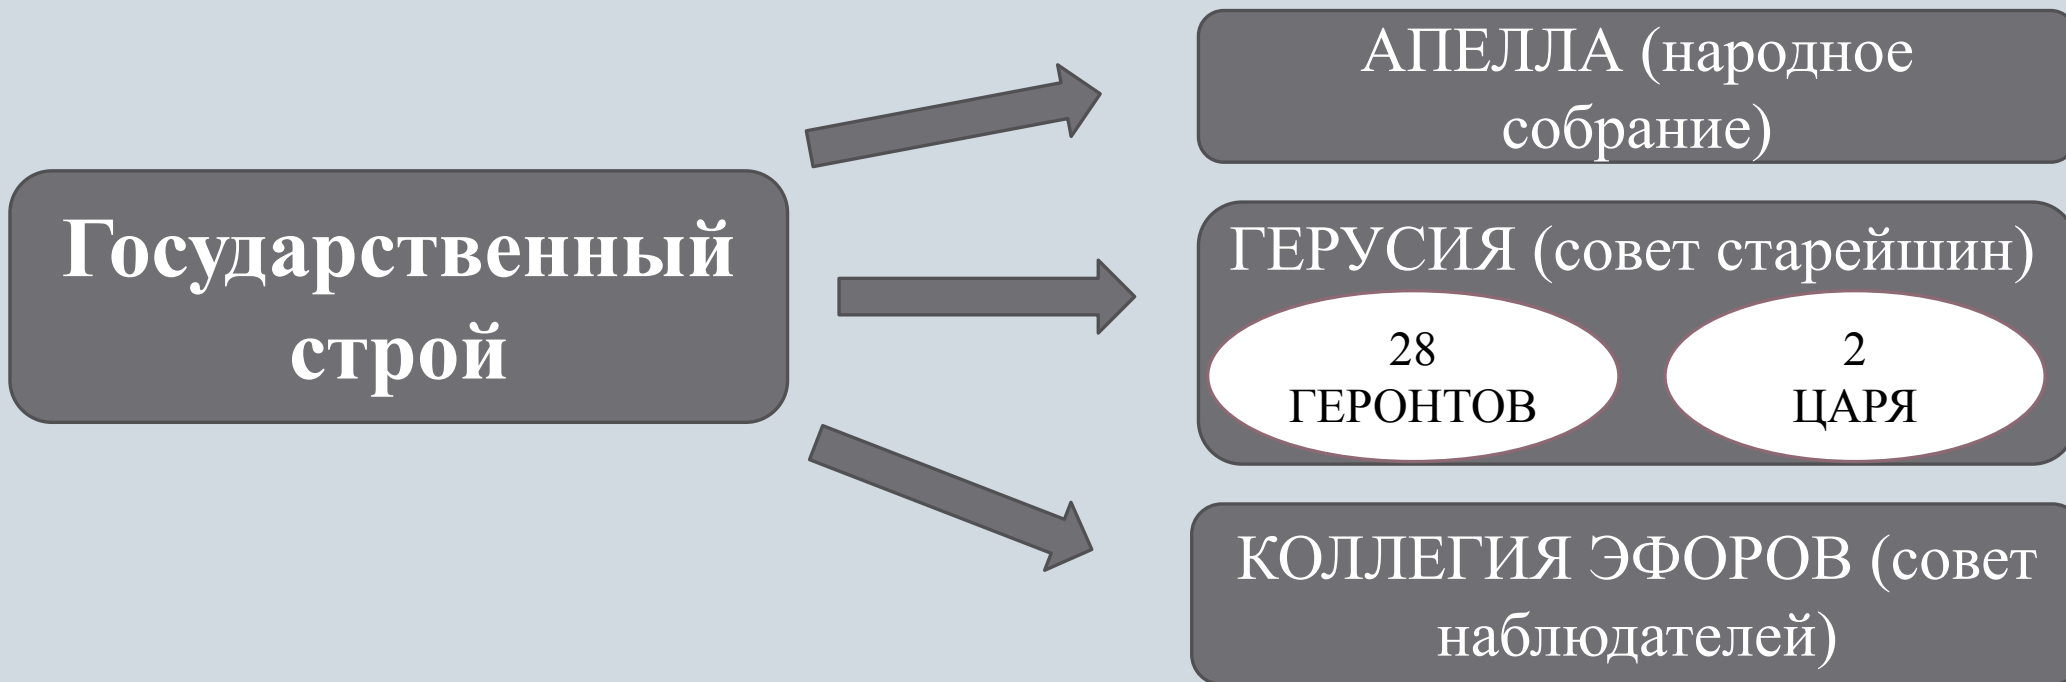 Государственный
строй
АПЕЛЛА (народное
собрание)
ГЕРУСИЯ (совет старейшин)
28
ГЕРОНТОВ
2
ЦАРЯ
КОЛЛЕГИЯ ЭФОРОВ (совет
наблюдателей)